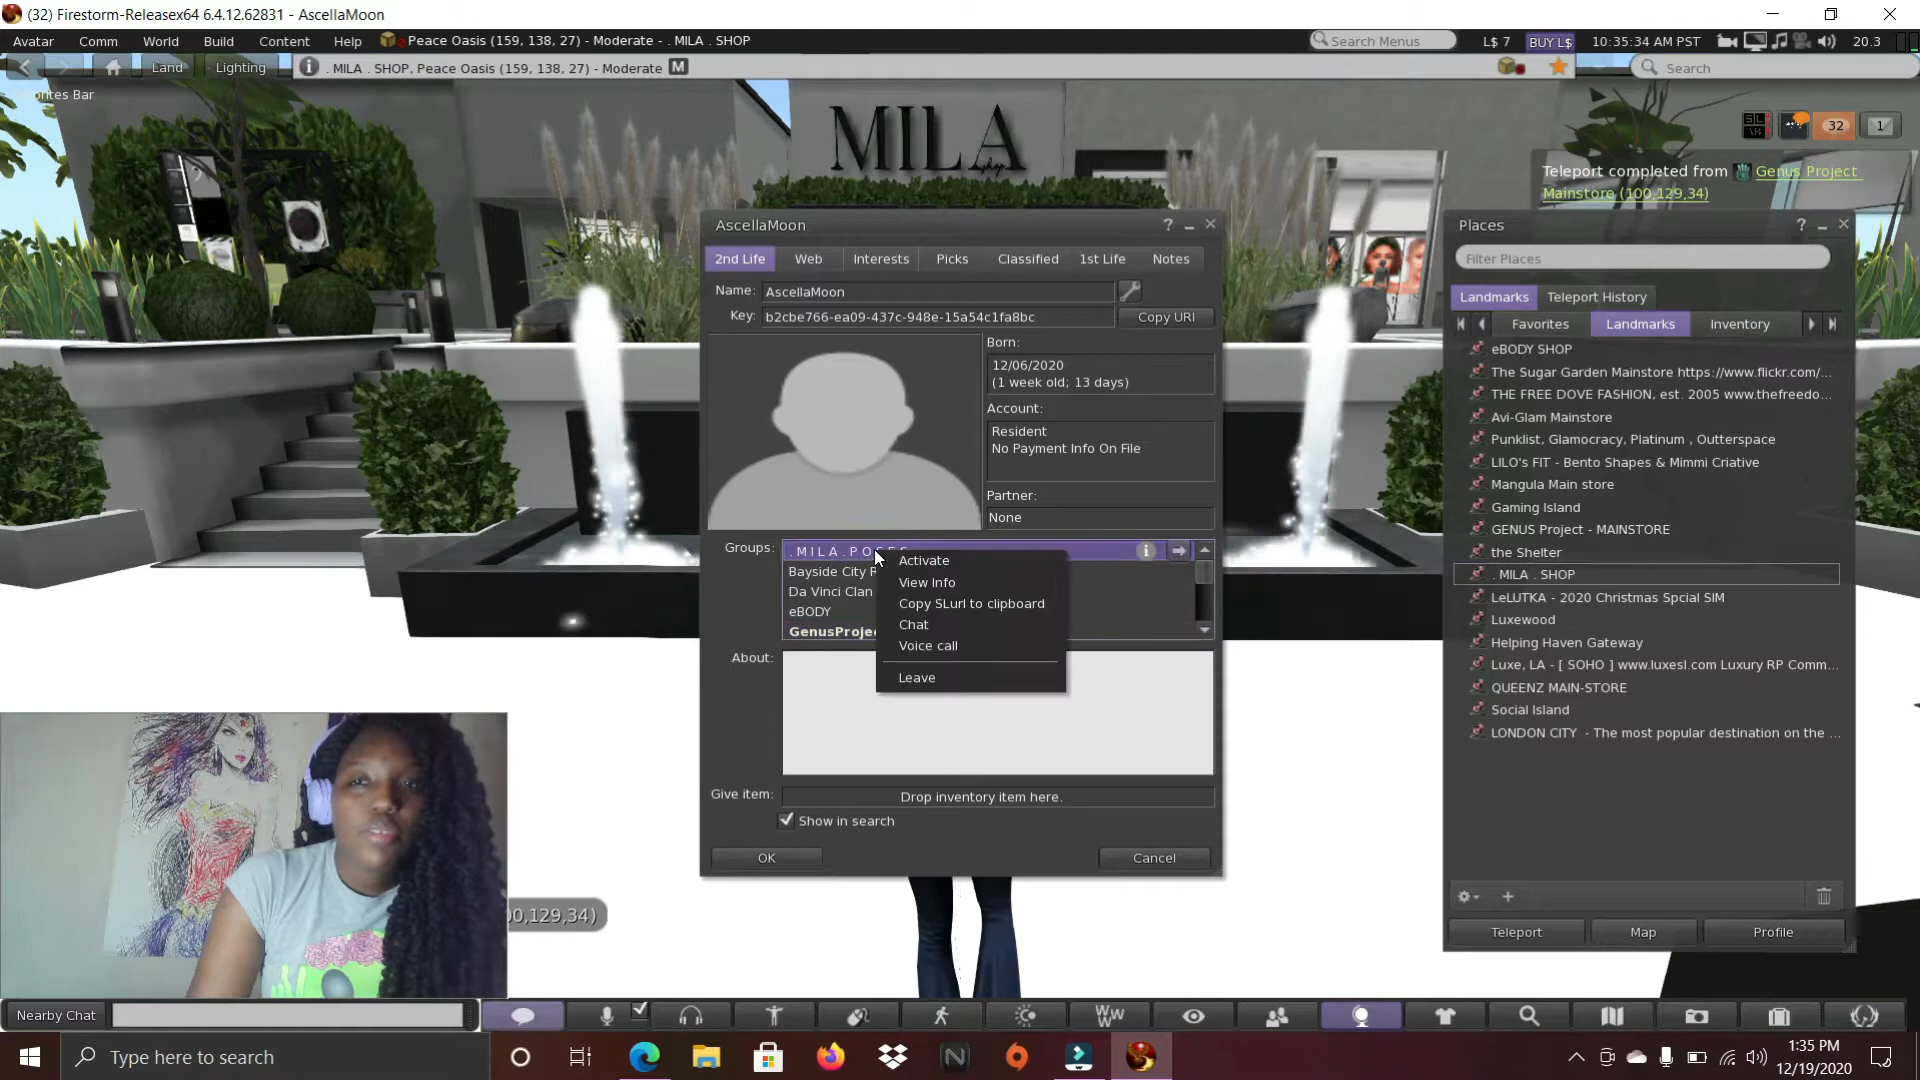 (32) Firestorm-Releasex64 6.4.12.62831 - AscellaMoon
Avatar Comm World Build Content Help Peace Oasis (159, 138, 27) - Moderate - . MILA . SHOP Search Menus L$ 7 BUY L$ 10:35:34 AM PST 20.3
Land Lighting . MILA . SHOP, Peace Oasis (159, 138, 27) - Moderate M Search
Favorites Bar
EVENTS
MILA
shop
32 1
Teleport completed from Genus Project
Mainstore (100,129,34)
AscellaMoon ?
2nd Life Web Interests Picks Classified 1st Life Notes
Name: AscellaMoon
Key: b2cbe766-ea09-437c-948e-15a54c1fa8bc Copy URI
Born:
12/06/2020
(1 week old; 13 days)
Account:
Resident
No Payment Info On File
Partner:
None
Groups: . M I L A . P O S E S
Bayside City R
Da Vinci Clan
eBODY
GenusProjec
Activate
View Info
Copy SLurl to clipboard
Chat
Voice call
Leave
About:
Give item: Drop inventory item here.
Show in search
OK Cancel
Places ?
Filter Places
Landmarks Teleport History
Favorites Landmarks Inventory
eBODY SHOP
The Sugar Garden Mainstore https://www.flickr.com/...
THE FREE DOVE FASHION, est. 2005 www.thefreedo...
Avi-Glam Mainstore
Punklist, Glamocracy, Platinum , Outterspace
LILO's FIT - Bento Shapes & Mimmi Criative
Mangula Main store
Gaming Island
GENUS Project - MAINSTORE
the Shelter
. MILA . SHOP
LeLUTKA - 2020 Christmas Spcial SIM
Luxewood
Helping Haven Gateway
Luxe, LA - [ SOHO ] www.luxesl.com Luxury RP Comm...
QUEENZ MAIN-STORE
Social Island
LONDON CITY - The most popular destination on the ...
Teleport Map Profile
00,129,34)
Nearby Chat
Type here to search
1:35 PM
12/19/2020